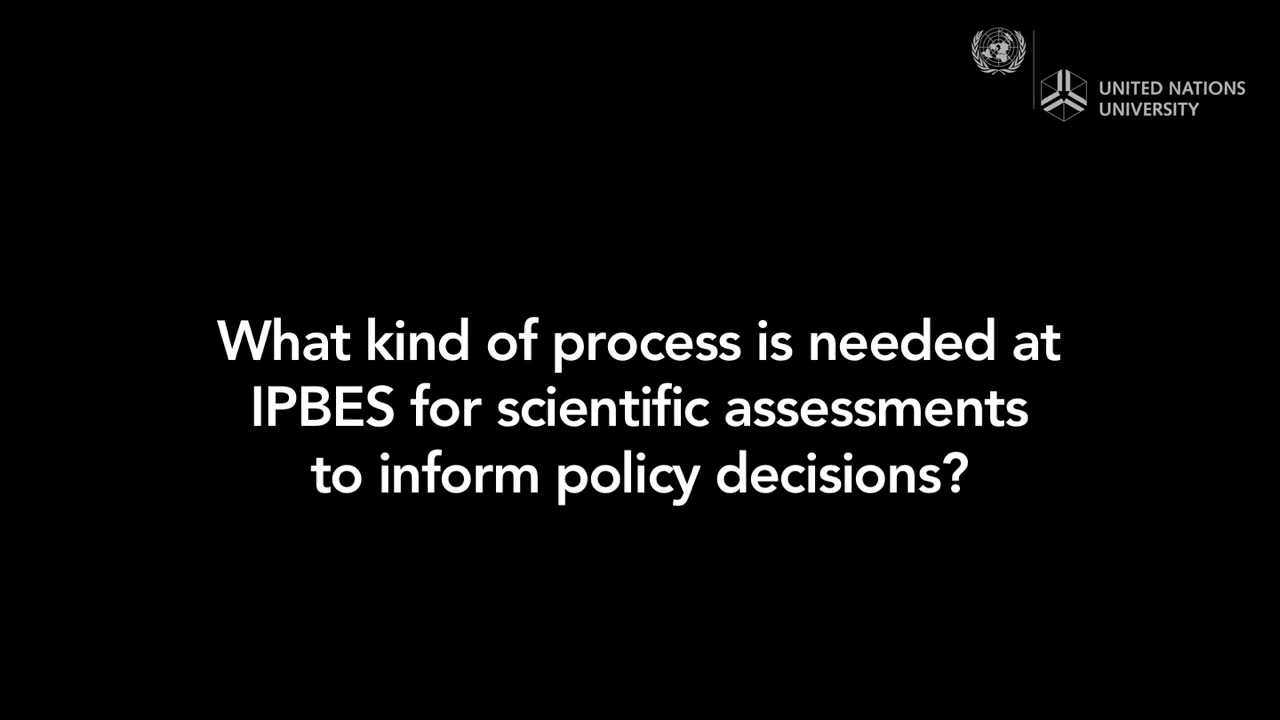 UNITED NATIONS
UNIVERSITY
What kind of process is needed at
IPBES for scientific assessments
to inform policy decisions?